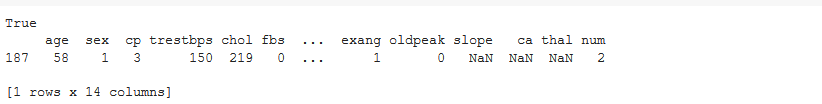 True
age sex cp trestbps chol fbs ... exang oldpeak slope ca thal num
187 58 1 3 150 219 0 ... 1 0 NaN NaN NaN 2
[1 rows x 14 columns]